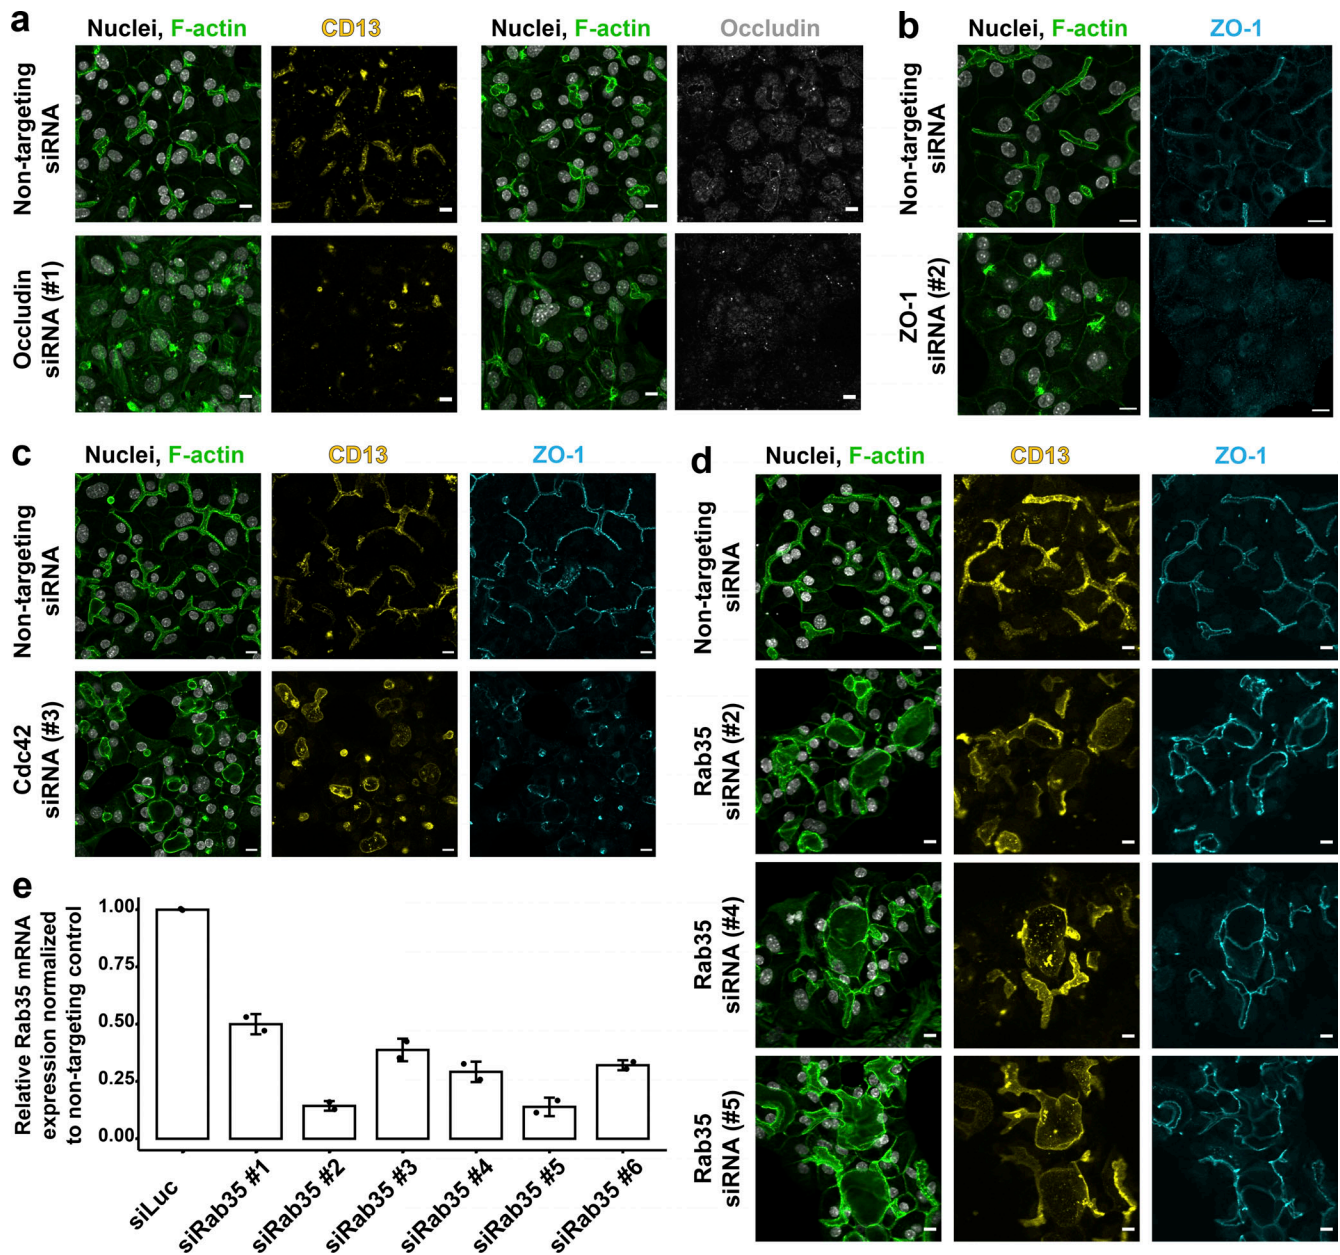 a
Nuclei, F-actin
CD13
Nuclei, F-actin
Occludin
Non-targeting
siRNA
Occludin
siRNA (#1)
b
Nuclei, F-actin
ZO-1
Non-targeting
siRNA
ZO-1
siRNA (#2)
c
Nuclei, F-actin
CD13
ZO-1
Non-targeting
siRNA
Cdc42
siRNA (#3)
d
Nuclei, F-actin
CD13
ZO-1
Non-targeting
siRNA
Rab35
siRNA (#2)
Rab35
siRNA (#4)
Rab35
siRNA (#5)
e
Relative Rab35 mRNA
expression normalized
to non-targeting control
1.00
0.75
0.50
0.25
0.00
siLuc
siRab35 #1
siRab35 #2
siRab35 #3
siRab35 #4
siRab35 #5
siRab35 #6